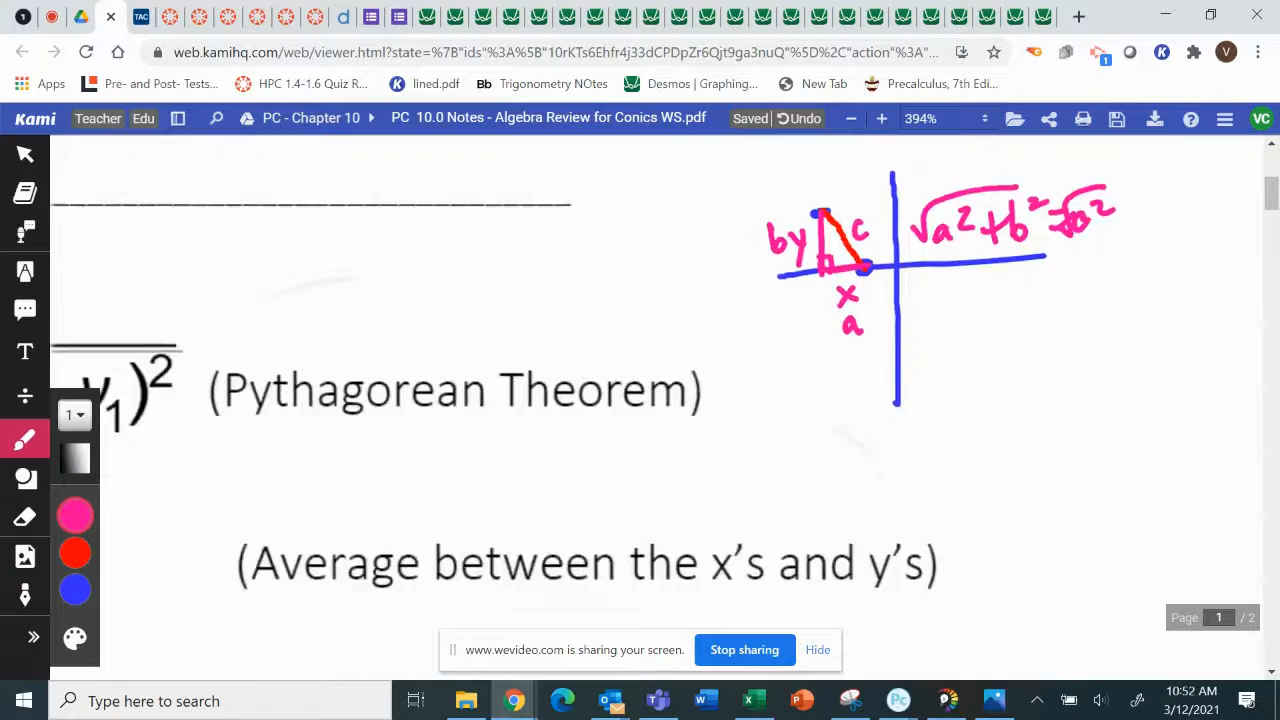 web.kamihq.com/web/viewer.html?state=%7B"ids"%3A%5B"10rKTs6Ehfr4j33dCPDpZr6Qjt9ga3nuQ"%5D%2C"action"%3A"...
Apps Pre- and Post- Tests... HPC 1.4-1.6 Quiz R... lined.pdf Bb Trigonometry NOtes Desmos | Graphing... New Tab Precalculus, 7th Edi...
Kami Teacher Edu PC - Chapter 10 PC 10.0 Notes - Algebra Review for Conics WS.pdf Saved Undo 394% VC
√a²+b²
b y c
x
a
y₁)² (Pythagorean Theorem)
1
(Average between the x's and y's)
Page 1 / 2
www.wevideo.com is sharing your screen. Stop sharing Hide
Type here to search
10:52 AM
3/12/2021